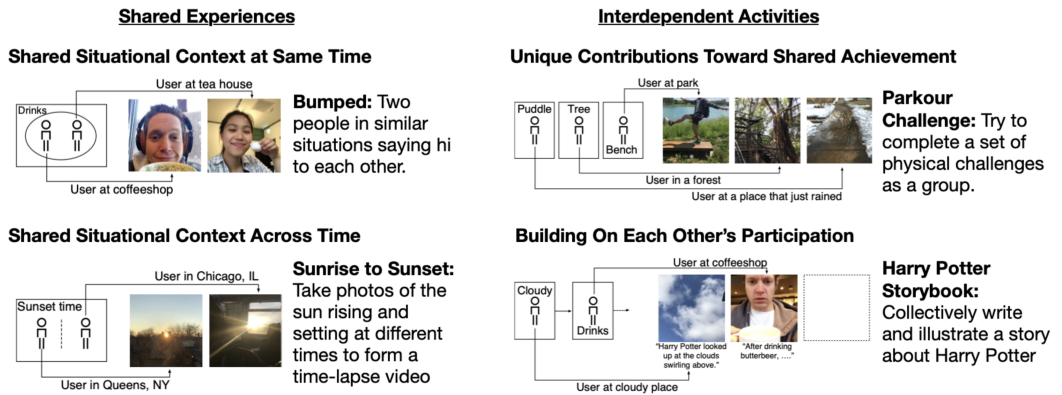 Shared Experiences
Shared Situational Context at Same Time
User at tea house
Drinks
User at coffeeshop
Bumped: Two
people in similar
situations saying hi
to each other.
Shared Situational Context Across Time
User in Chicago, IL
Sunset time
User in Queens, NY
Sunrise to Sunset:
Take photos of the
sun rising and
setting at different
times to form a
time-lapse video
Interdependent Activities
Unique Contributions Toward Shared Achievement
User at park
Puddle
Tree
Bench
User in a forest
User at a place that just rained
Parkour
Challenge: Try to
complete a set of
physical challenges
as a group.
Building On Each Other's Participation
User at coffeeshop
Cloudy
Drinks
"Harry Potter looked
up at the clouds
swirling above."
"After drinking
butterbeer, ...."
User at cloudy place
Harry Potter
Storybook:
Collectively write
and illustrate a story
about Harry Potter